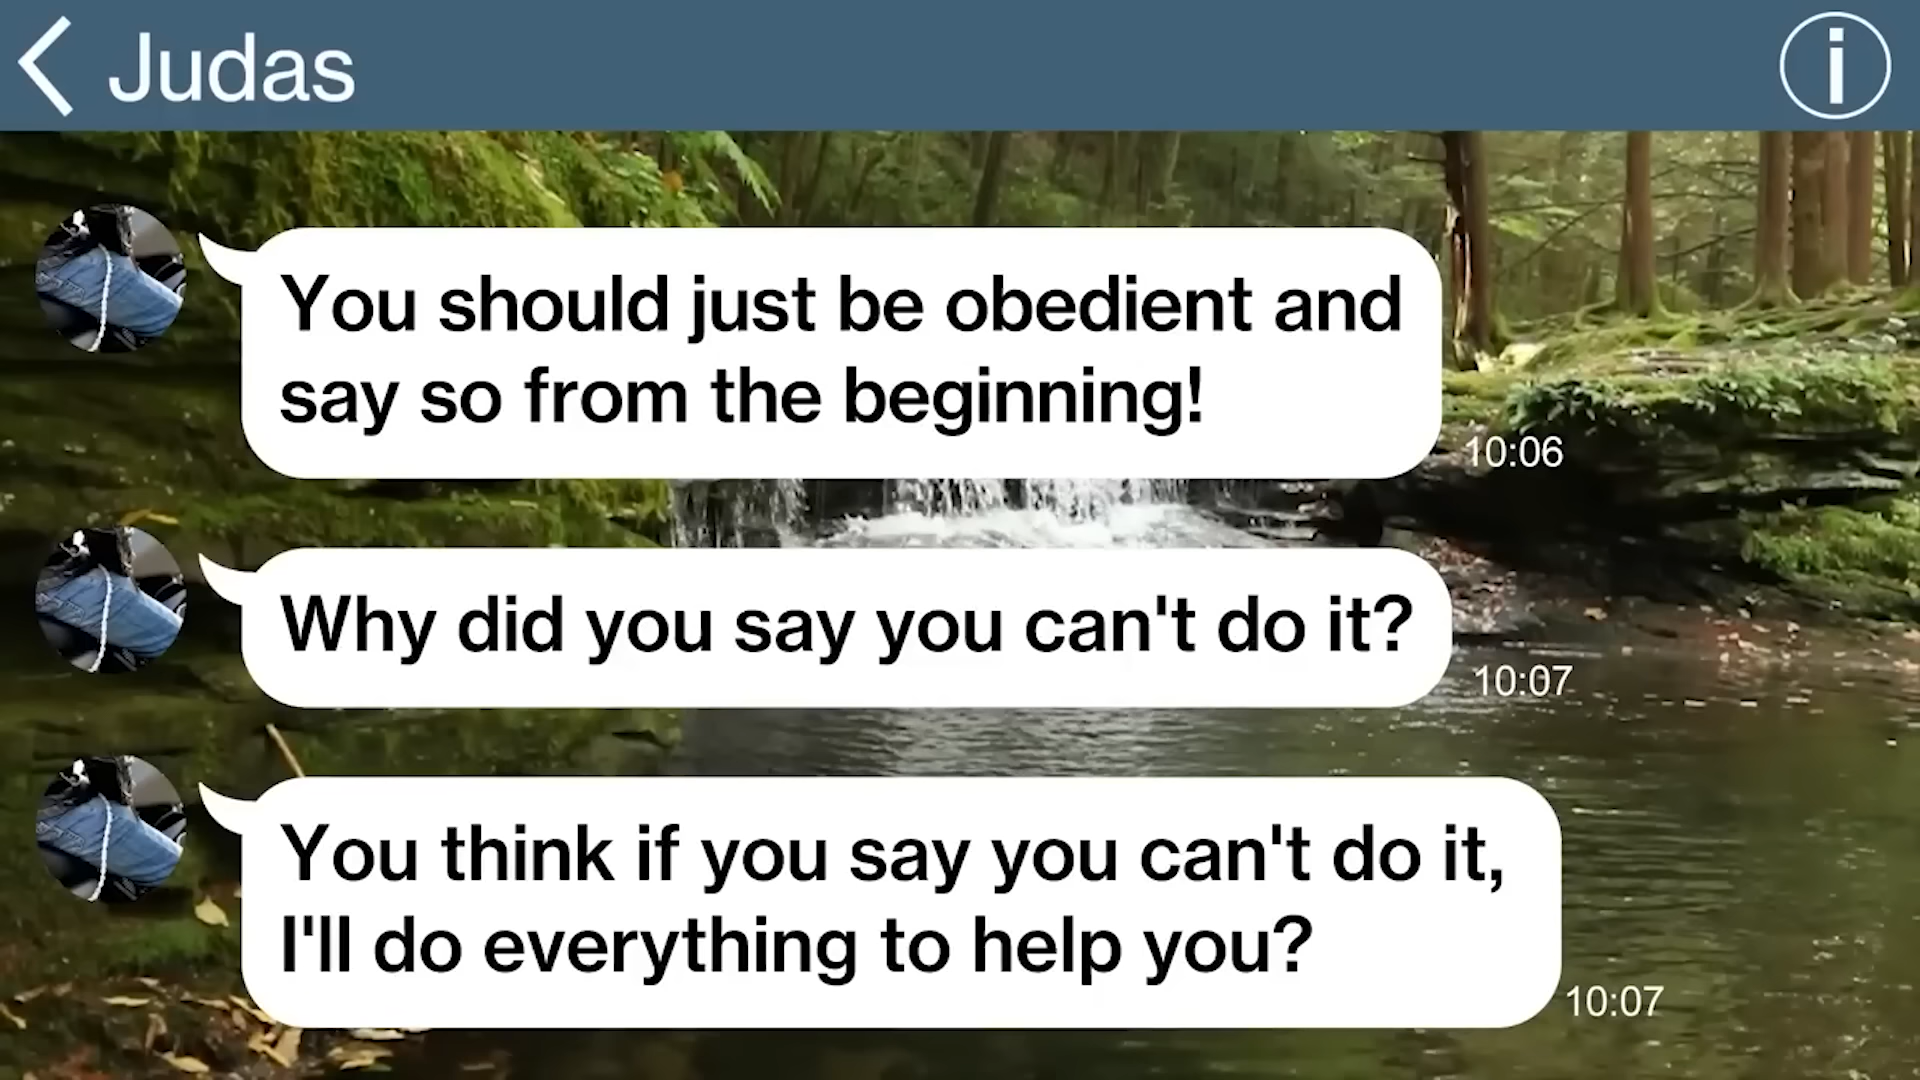 Judas
i
You should just be obedient and
say so from the beginning!
10:06
Why did you say you can't do it?
10:07
You think if you say you can't do it,
I'll do everything to help you?
10:07